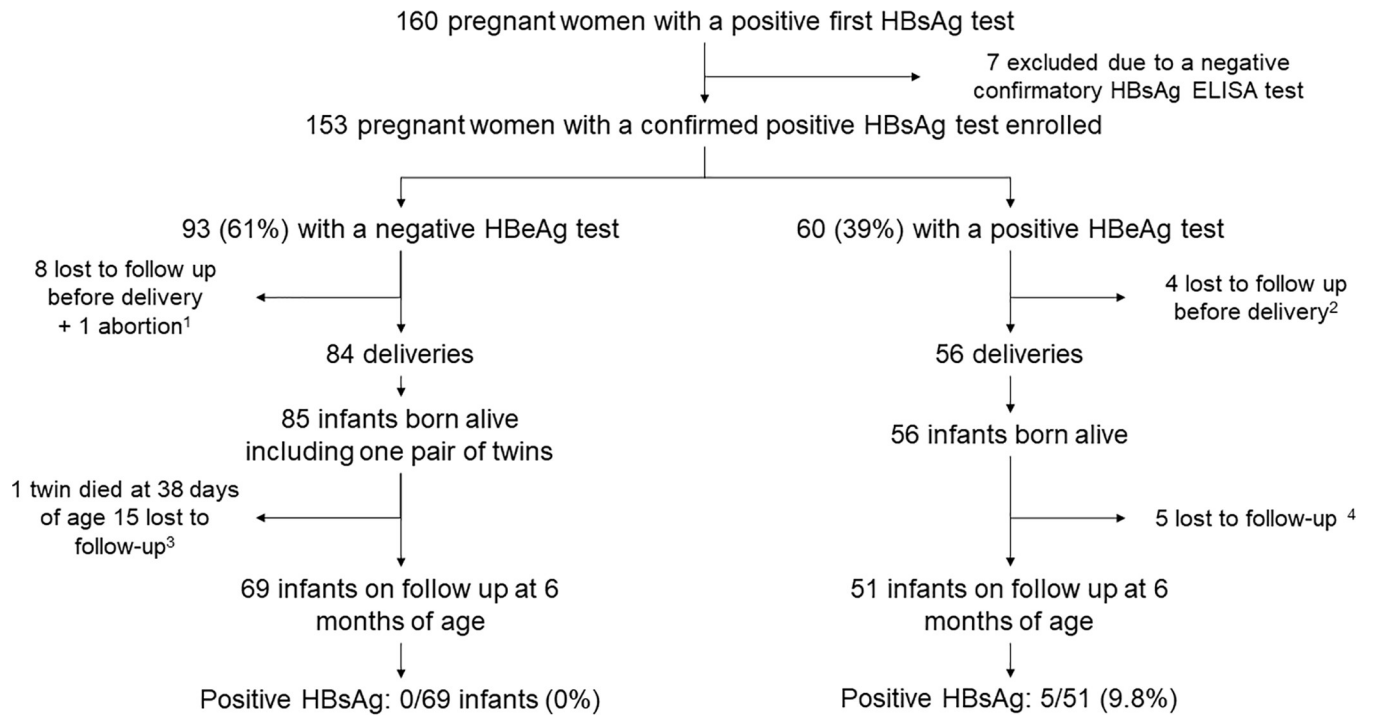 160 pregnant women with a positive first HBsAg test
7 excluded due to a negative
confirmatory HBsAg ELISA test
153 pregnant women with a confirmed positive HBsAg test enrolled
93 (61%) with a negative HBeAg test
60 (39%) with a positive HBeAg test
8 lost to follow up
before delivery
+ 1 abortion¹
4 lost to follow up
before delivery²
84 deliveries
56 deliveries
85 infants born alive
including one pair of twins
56 infants born alive
1 twin died at 38 days
of age 15 lost to
follow-up³
5 lost to follow-up ⁴
69 infants on follow up at 6
months of age
51 infants on follow up at 6
months of age
Positive HBsAg: 0/69 infants (0%)
Positive HBsAg: 5/51 (9.8%)